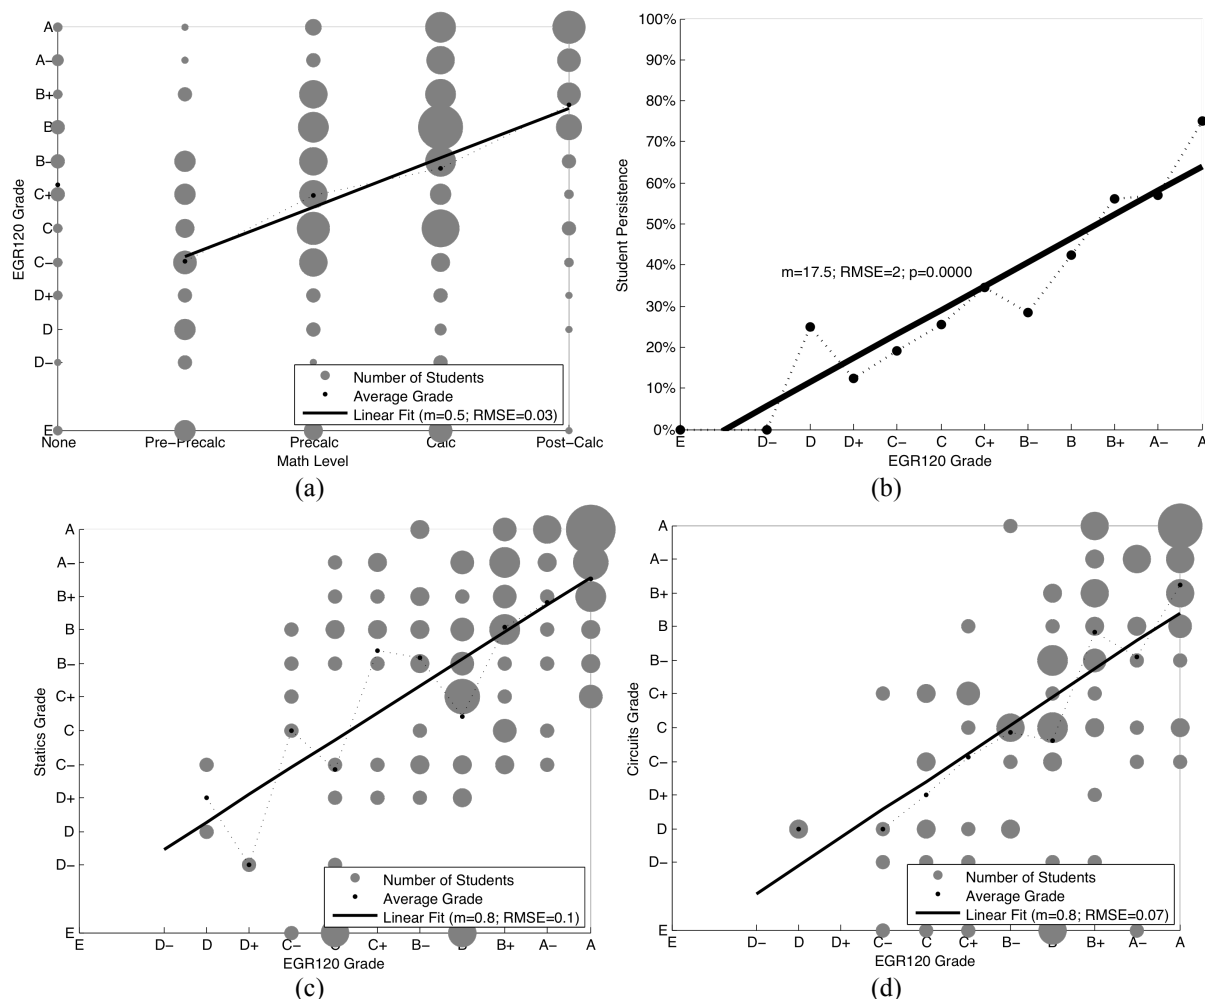 A
A−
B+
B
B−
C+
C
C−
D+
D
D−
E
EGR120 Grade
None
Pre−Precalc
Precalc
Calc
Post−Calc
Math Level
Number of Students
Average Grade
Linear Fit (m=0.5; RMSE=0.03)
(a)
100%
90%
80%
70%
60%
50%
40%
30%
20%
10%
0%
Student Persistence
m=17.5; RMSE=2; p=0.0000
E
D−
D
D+
C−
C
C+
B−
B
B+
A−
A
EGR120 Grade
(b)
A
A−
B+
B
B−
C+
C
C−
D+
D
D−
E
Statics Grade
Number of Students
Average Grade
Linear Fit (m=0.8; RMSE=0.1)
E
D−
D
D+
C−
C
C+
B−
B
B+
A−
A
EGR120 Grade
(c)
A
A−
B+
B
B−
C+
C
C−
D+
D
D−
E
Circuits Grade
Number of Students
Average Grade
Linear Fit (m=0.8; RMSE=0.07)
E
D−
D
D+
C−
C
C+
B−
B
B+
A−
A
EGR120 Grade
(d)